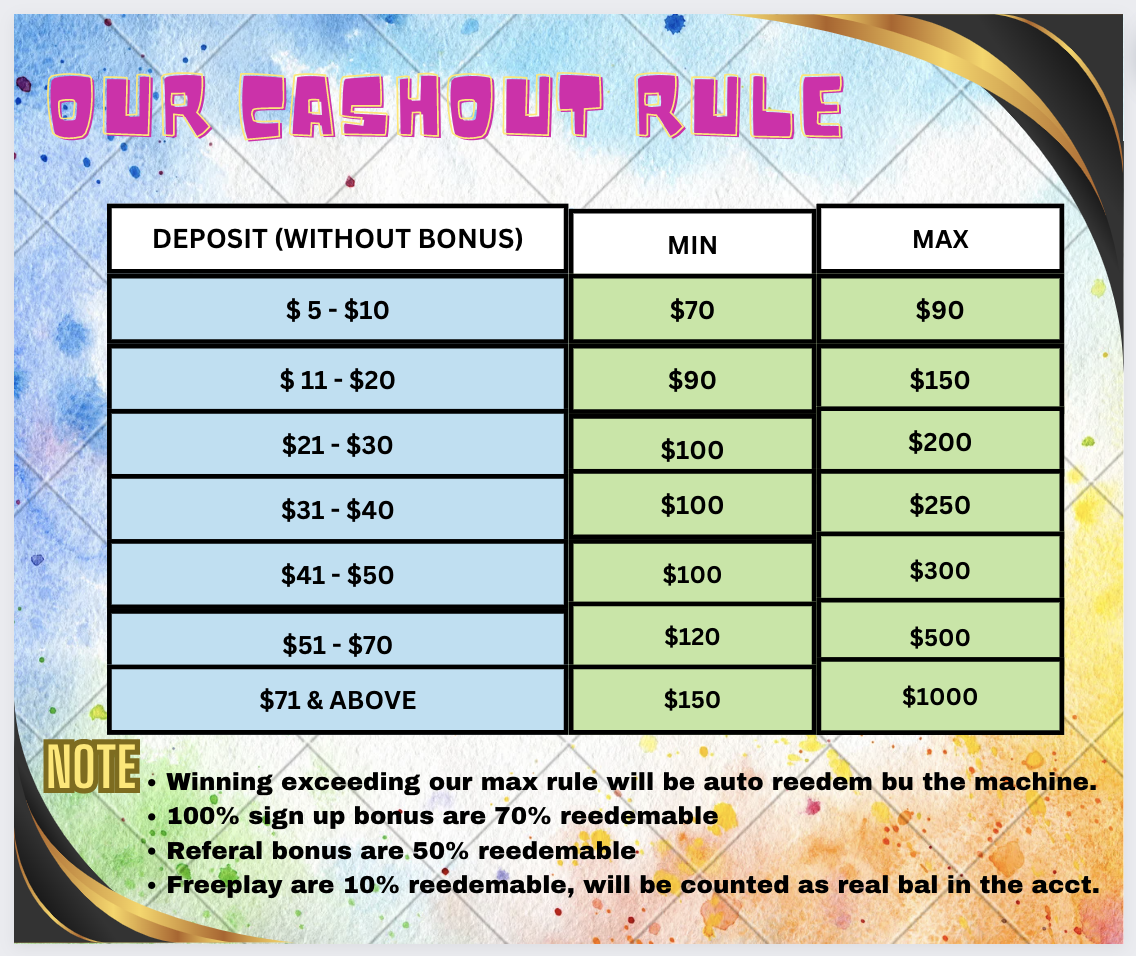 OUR CASHOUT RULE
DEPOSIT (WITHOUT BONUS) MIN MAX
$ 5 - $10 $70 $90
$ 11 - $20 $90 $150
$21 - $30 $100 $200
$31 - $40 $100 $250
$41 - $50 $100 $300
$51 - $70 $120 $500
$71 & ABOVE $150 $1000
NOTE
• Winning exceeding our max rule will be auto reedem bu the machine.
• 100% sign up bonus are 70% reedemable
• Referal bonus are 50% reedemable
• Freeplay are 10% reedemable, will be counted as real bal in the acct.